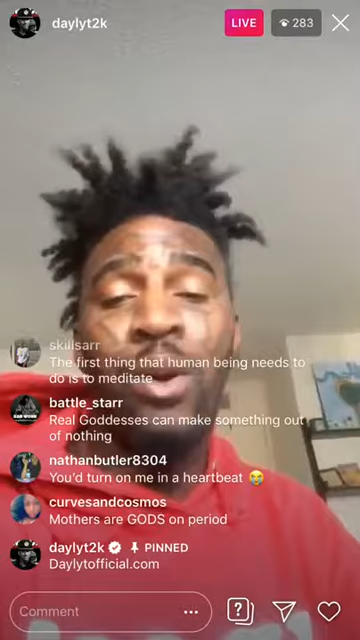 daylyt2k
LIVE
283
skillsarr
The first thing that human being needs to
do is to meditate
battle_starr
Real Goddesses can make something out
of nothing
nathanbutler8304
You'd turn on me in a heartbeat 😭
curvesandcosmos
Mothers are GODS on period
daylyt2k PINNED
Daylytofficial.com
Comment